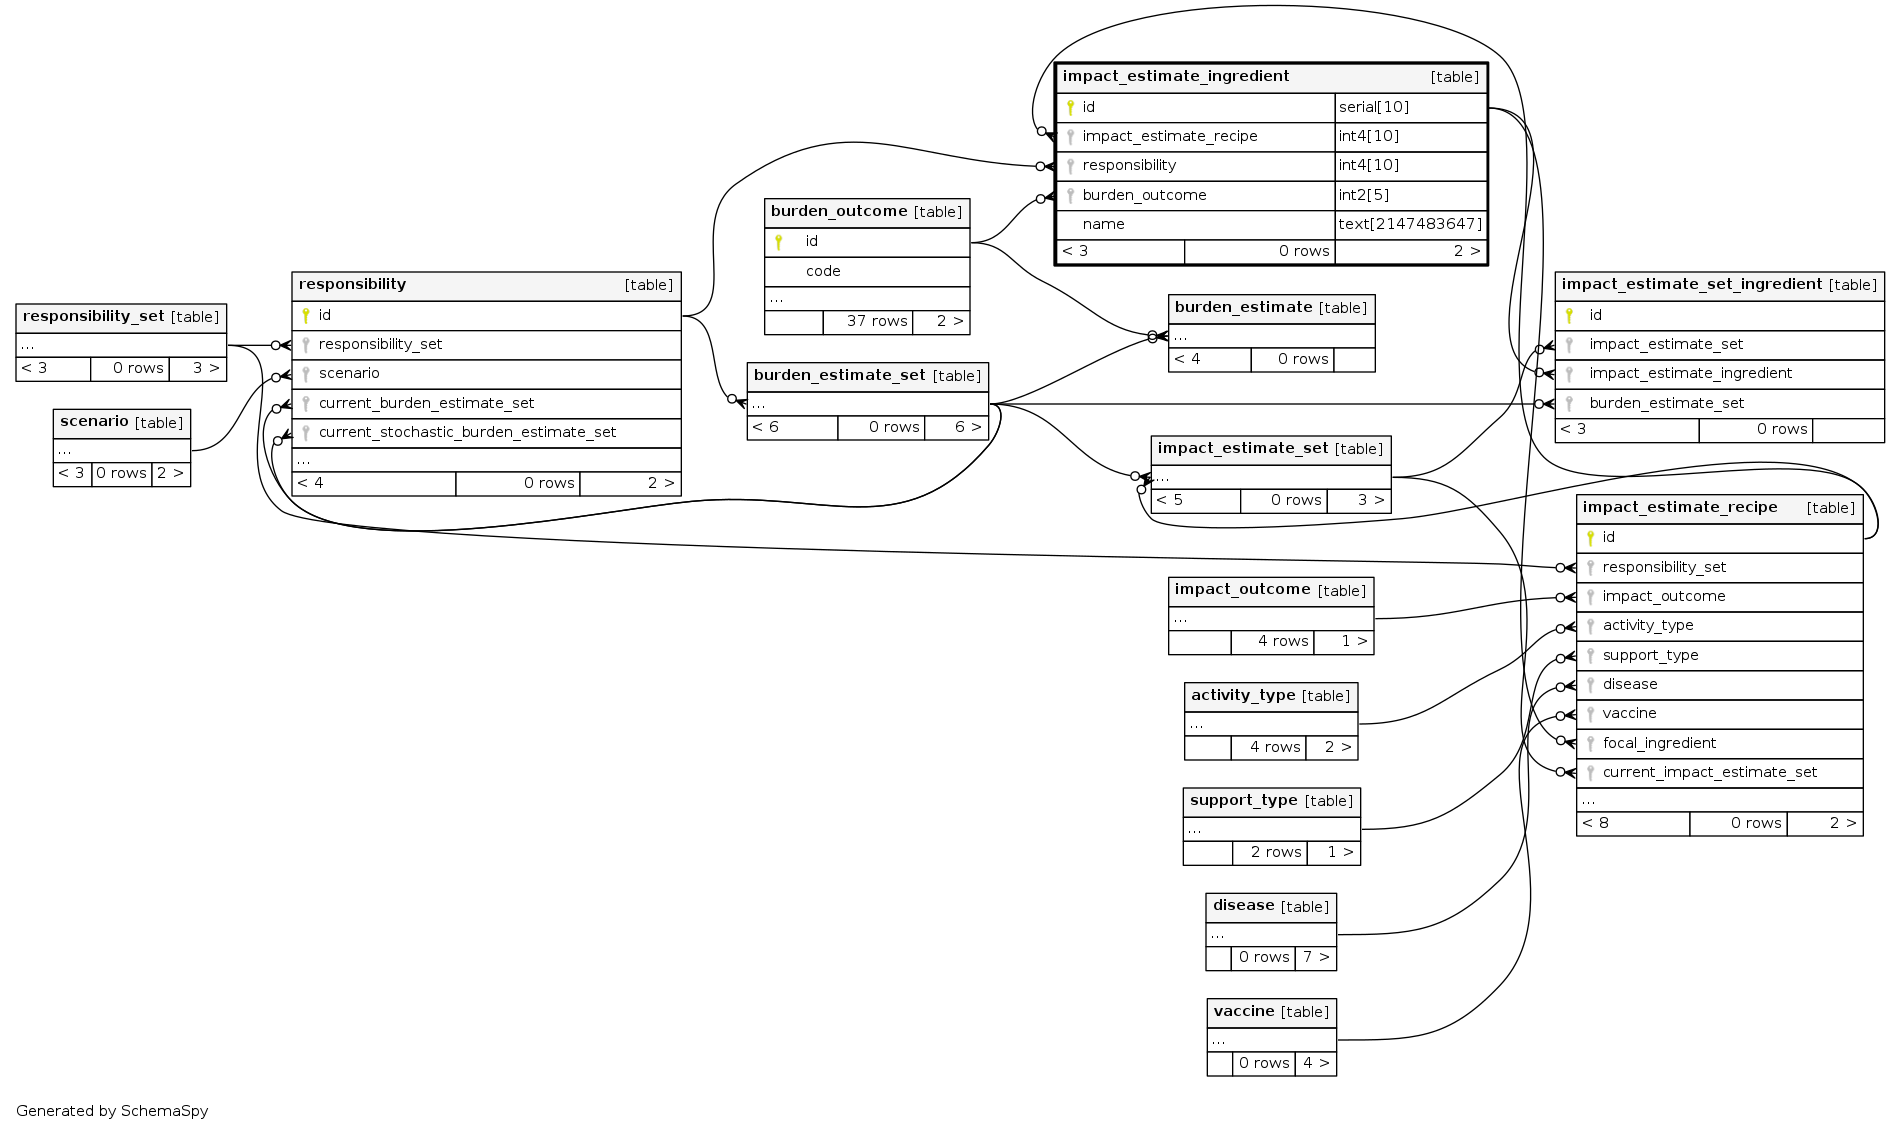 impact_estimate_ingredient [table]
id serial[10]
impact_estimate_recipe int4[10]
responsibility int4[10]
burden_outcome int2[5]
name text[2147483647]
< 3 0 rows 2 >
burden_outcome [table]
id
code
...
37 rows 2 >
responsibility [table]
id
responsibility_set
scenario
current_burden_estimate_set
current_stochastic_burden_estimate_set
...
< 4 0 rows 2 >
responsibility_set [table]
...
< 3 0 rows 3 >
scenario [table]
...
< 3 0 rows 2 >
burden_estimate [table]
...
< 4 0 rows
burden_estimate_set [table]
...
< 6 0 rows 6 >
impact_estimate_set_ingredient [table]
id
impact_estimate_set
impact_estimate_ingredient
burden_estimate_set
< 3 0 rows
impact_estimate_set [table]
...
< 5 0 rows 3 >
impact_estimate_recipe [table]
id
responsibility_set
impact_outcome
activity_type
support_type
disease
vaccine
focal_ingredient
current_impact_estimate_set
...
< 8 0 rows 2 >
impact_outcome [table]
...
4 rows 1 >
activity_type [table]
...
4 rows 2 >
support_type [table]
...
2 rows 1 >
disease [table]
...
0 rows 7 >
vaccine [table]
...
0 rows 4 >
Generated by SchemaSpy